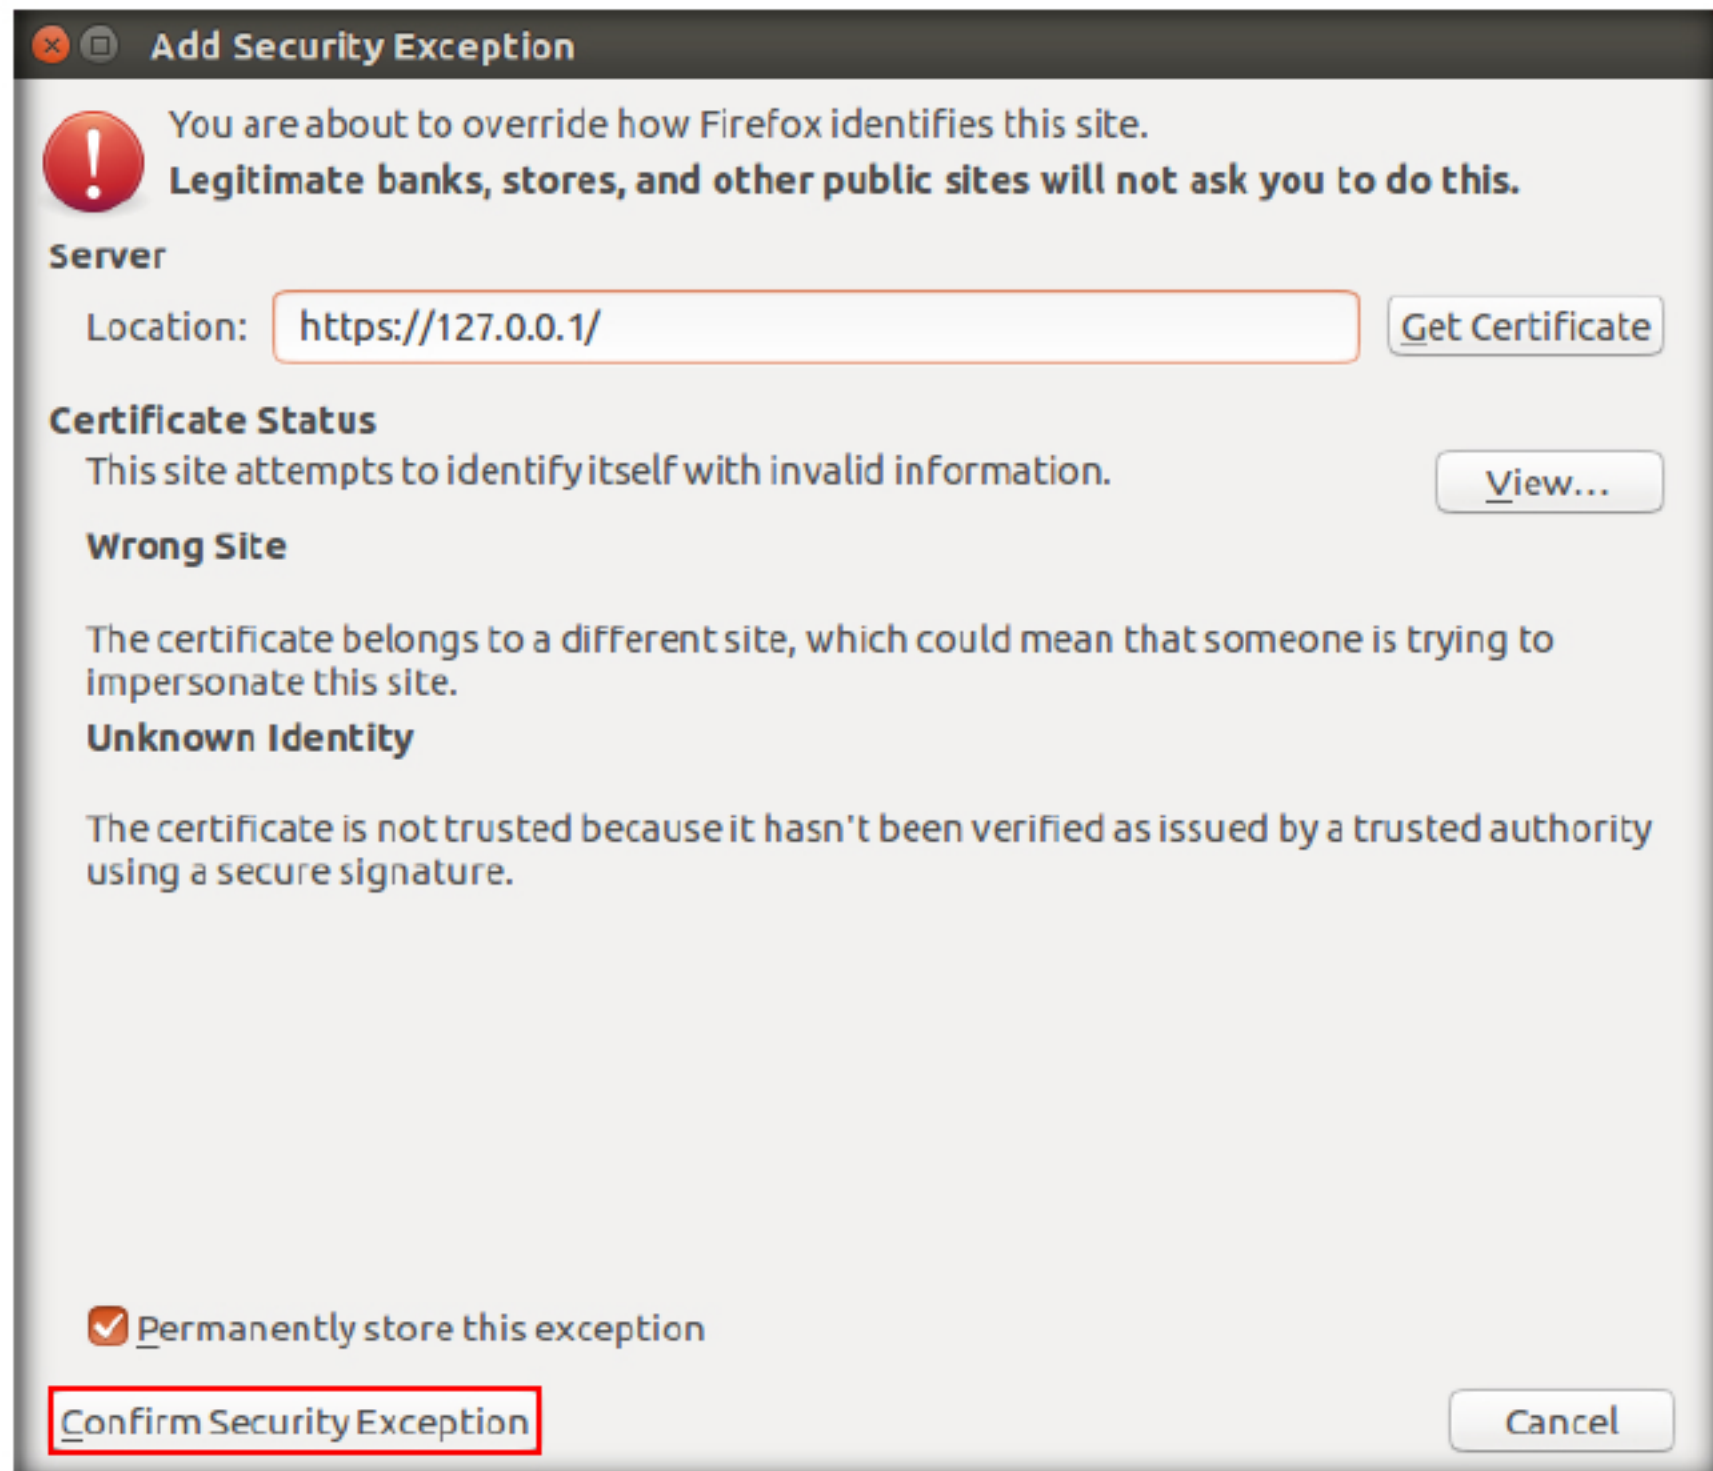 Add Security Exception
You are about to override how Firefox identifies this site.
Legitimate banks, stores, and other public sites will not ask you to do this.
Server
Location: https://127.0.0.1/ Get Certificate
Certificate Status
This site attempts to identify itself with invalid information. View...
Wrong Site
The certificate belongs to a different site, which could mean that someone is trying to
impersonate this site.
Unknown Identity
The certificate is not trusted because it hasn't been verified as issued by a trusted authority
using a secure signature.
Permanently store this exception
Confirm Security Exception Cancel